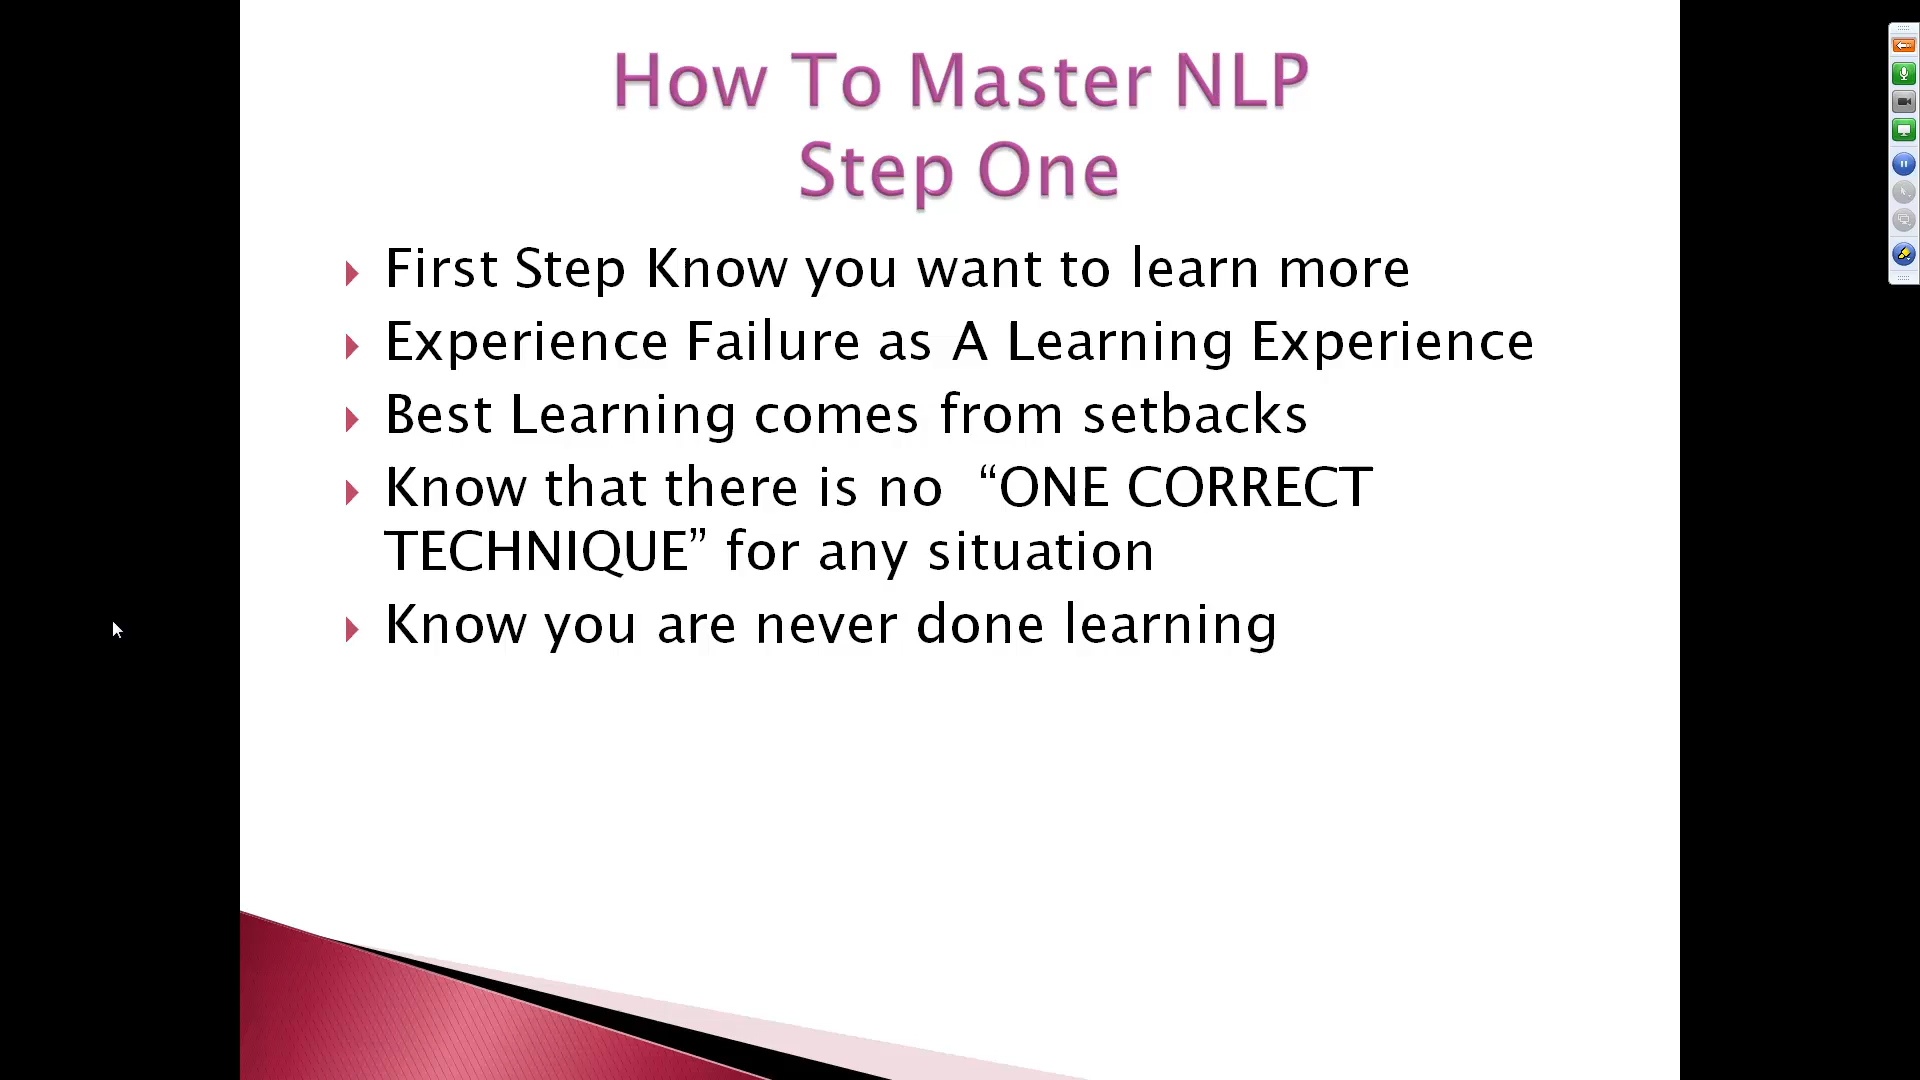 How To Master NLP
Step One
First Step Know you want to learn more
Experience Failure as A Learning Experience
Best Learning comes from setbacks
Know that there is no  “ONE CORRECT
TECHNIQUE” for any situation
Know you are never done learning